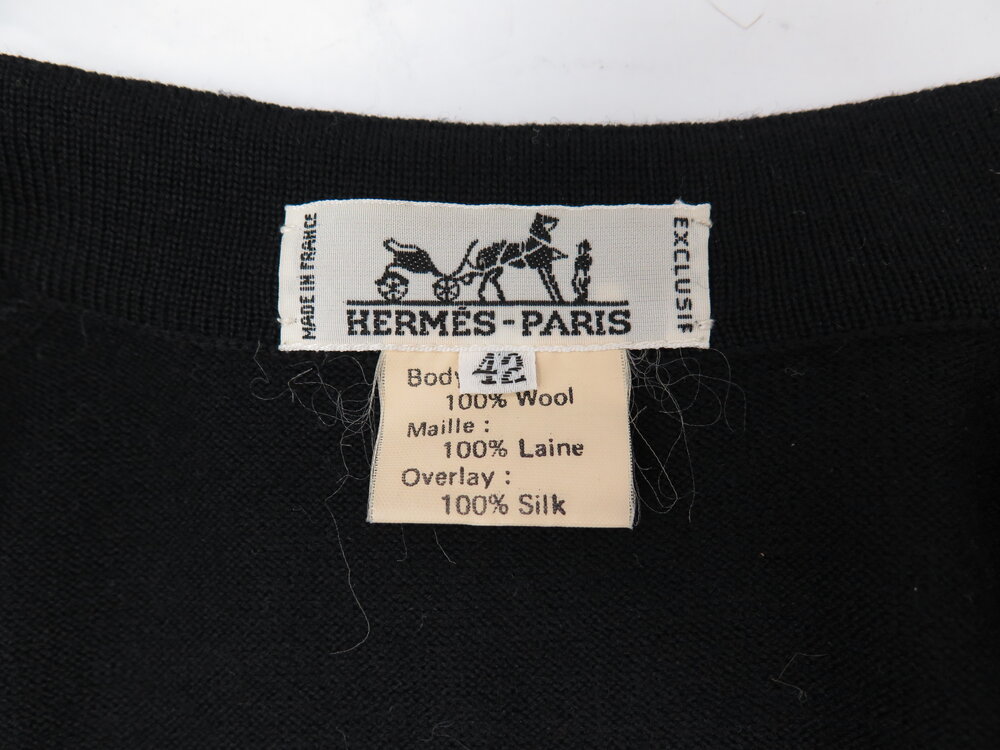 MADE IN FRANCE
HERMÈS-PARIS
EXCLUSIF
42
Body
100% Wool
Maille :
100% Laine
Overlay :
100% Silk